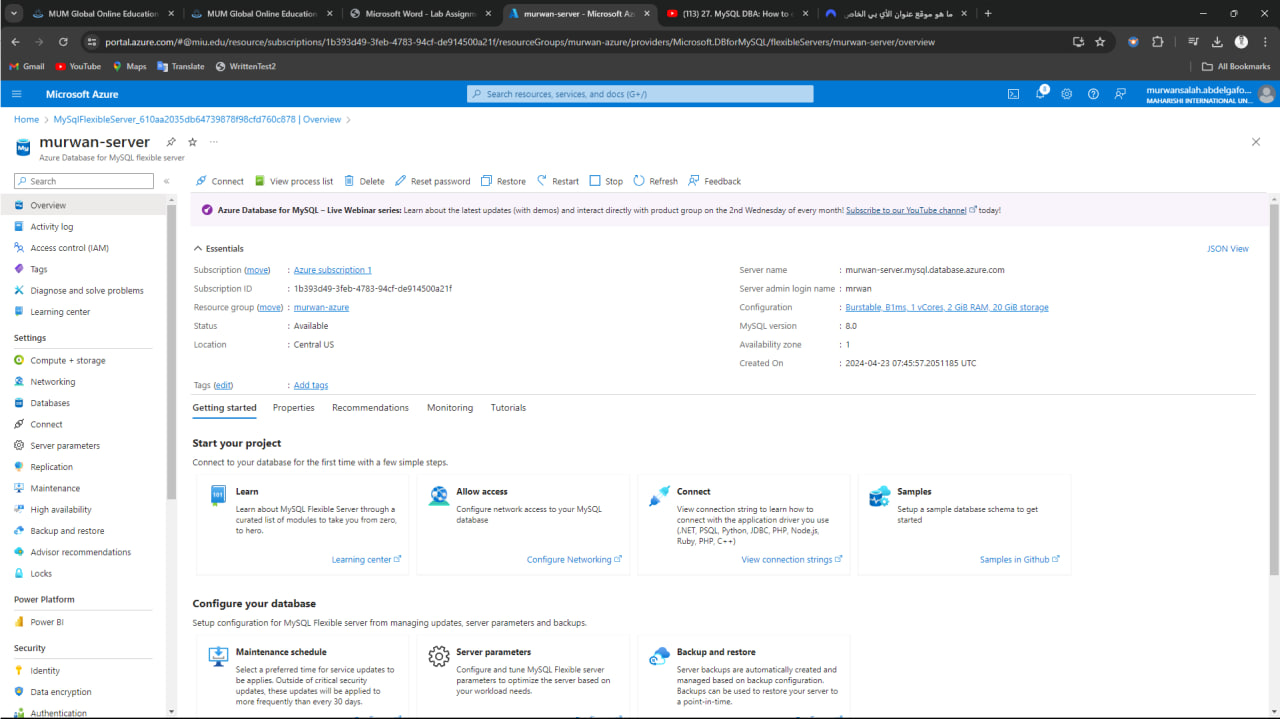 MUM Global Online Education
MUM Global Online Education
Microsoft Word - Lab Assignm
murwan-server - Microsoft Az
(113) 27. MySQL DBA: How to c
ما هو موقع عنوان الأي بي الخاص
portal.azure.com/#@miu.edu/resource/subscriptions/1b393d49-3feb-4783-94cf-de914500a21f/resourceGroups/murwan-azure/providers/Microsoft.DBforMySQL/flexibleServers/murwan-server/overview
Gmail
YouTube
Maps
Translate
WrittenTest2
All Bookmarks
Microsoft Azure
Search resources, services, and docs (G+/)
8
murwansalah.abdelgafo...
MAHARISHI INTERNATIONAL UN...
Home > MySqlFlexibleServer_610aa2035db64739878f98cfd760c878 | Overview >
murwan-server
...
Azure Database for MySQL flexible server
Search
«
Connect
View process list
Delete
Reset password
Restore
Restart
Stop
Refresh
Feedback
Overview
Activity log
Access control (IAM)
Tags
Diagnose and solve problems
Learning center
Settings
Compute + storage
Networking
Databases
Connect
Server parameters
Replication
Maintenance
High availability
Backup and restore
Advisor recommendations
Locks
Power Platform
Power BI
Security
Identity
Data encryption
Authentication
Azure Database for MySQL – Live Webinar series: Learn about the latest updates (with demos) and interact directly with product group on the 2nd Wednesday of every month! Subscribe to our YouTube channel today!
Essentials
JSON View
Subscription (move) : Azure subscription 1
Subscription ID : 1b393d49-3feb-4783-94cf-de914500a21f
Resource group (move) : murwan-azure
Status : Available
Location : Central US
Server name : murwan-server.mysql.database.azure.com
Server admin login name : mrwan
Configuration : Burstable, B1ms, 1 vCores, 2 GiB RAM, 20 GiB storage
MySQL version : 8.0
Availability zone : 1
Created On : 2024-04-23 07:45:57.2051185 UTC
Tags (edit) : Add tags
Getting started
Properties
Recommendations
Monitoring
Tutorials
Start your project
Connect to your database for the first time with a few simple steps.
Learn
Learn about MySQL Flexible Server through a
curated list of modules to take you from zero,
to hero.
Learning center
Allow access
Configure network access to your MySQL
database
Configure Networking
Connect
View connection string to learn how to
connect with the application driver you use
(.NET, PSQL, Python, JDBC, PHP, Node.js,
Ruby, PHP, C++)
View connection strings
Samples
Setup a sample database schema to get
started
Samples in Github
Configure your database
Setup configuration for MySQL Flexible server from managing updates, server parameters and backups.
Maintenance schedule
Select a preferred time for service updates to
be applies. Outside of critical security
updates, these updates will be applied to
more frequently than every 30 days.
Server parameters
Configure and tune MySQL Flexible server
parameters to optimize the server based on
your workload needs.
Backup and restore
Server backups are automatically created and
managed based on backup configuration.
Backups can be used to restore your server to
a point-in-time.